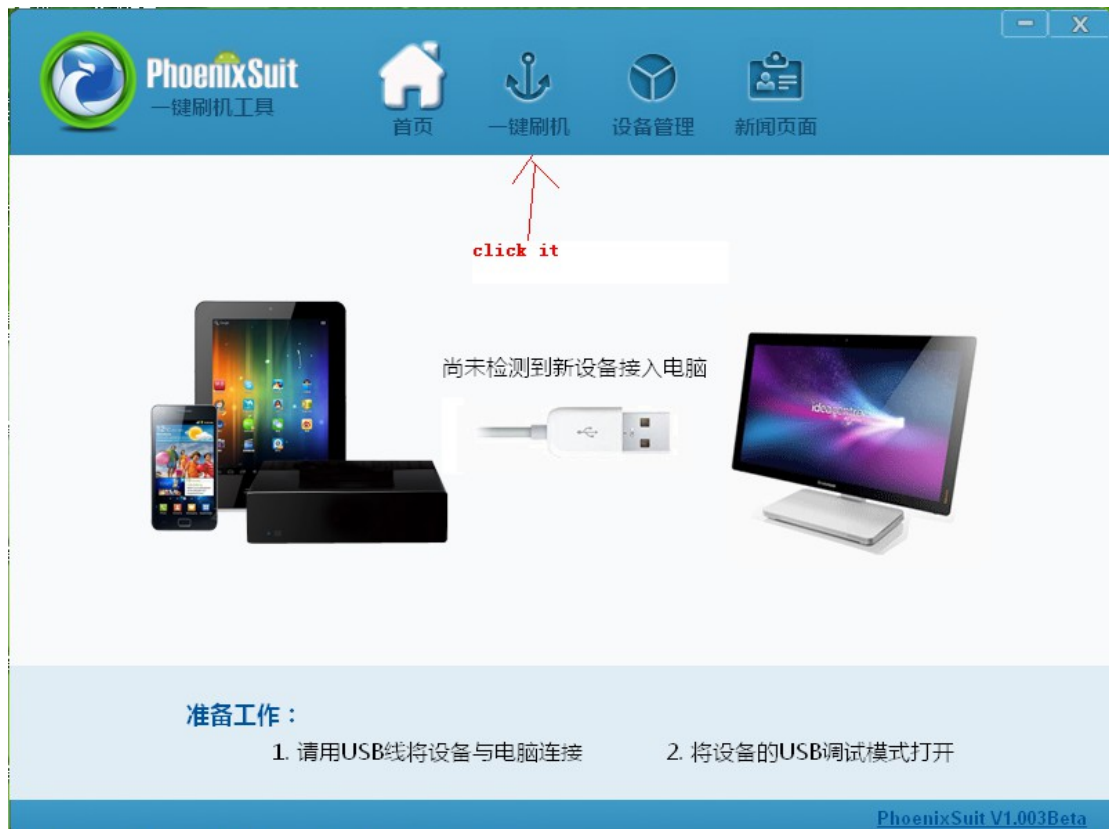 PhoenixSuit
一键刷机工具
首页
一键刷机
设备管理
新闻页面
click it
尚未检测到新设备接入电脑
准备工作：
1. 请用USB线将设备与电脑连接
2. 将设备的USB调试模式打开
PhoenixSuit V1.003Beta